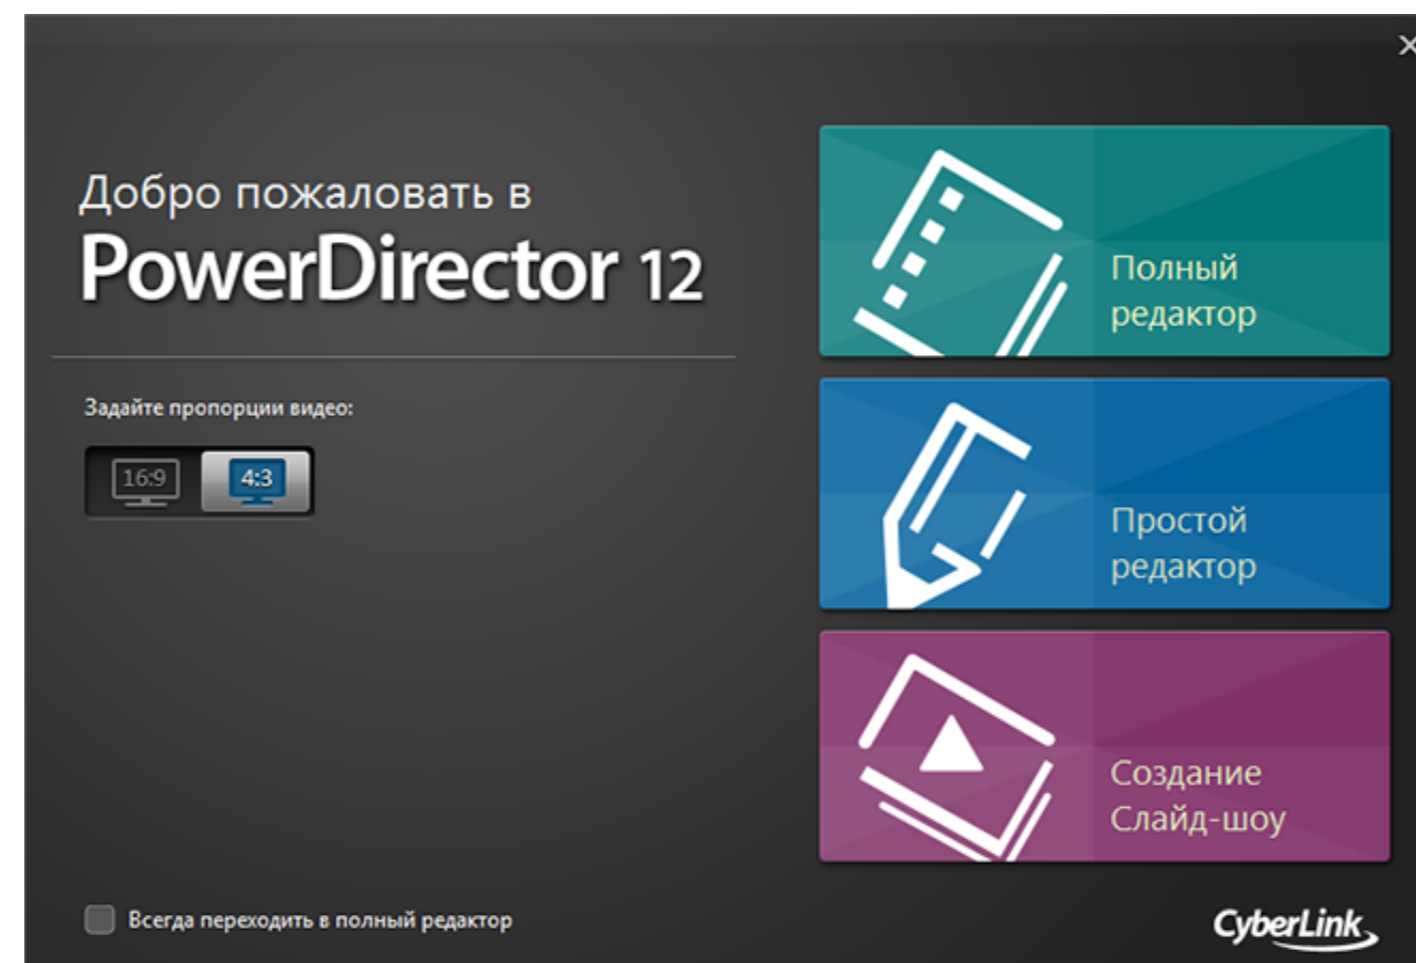 Добро пожаловать в
PowerDirector 12
Задайте пропорции видео:
16:9 4:3
Всегда переходить в полный редактор
Полный
редактор
Простой
редактор
Создание
Слайд-шоу
CyberLink